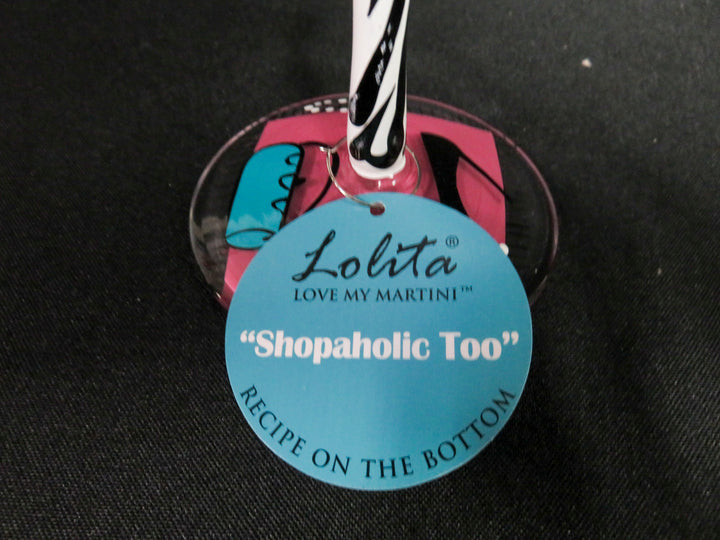 Lolita®
LOVE MY MARTINI™
“Shopaholic Too”
RECIPE ON THE BOTTOM